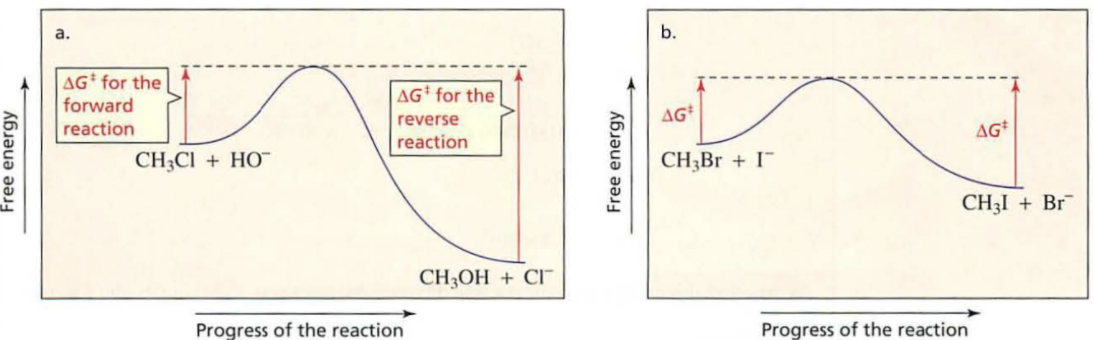 a.
ΔG‡ for the
forward
reaction
ΔG‡ for the
reverse
reaction
CH₃Cl + HO⁻
CH₃OH + Cl⁻
Free energy
Progress of the reaction
b.
ΔG‡
ΔG‡
CH₃Br + I⁻
CH₃I + Br⁻
Free energy
Progress of the reaction